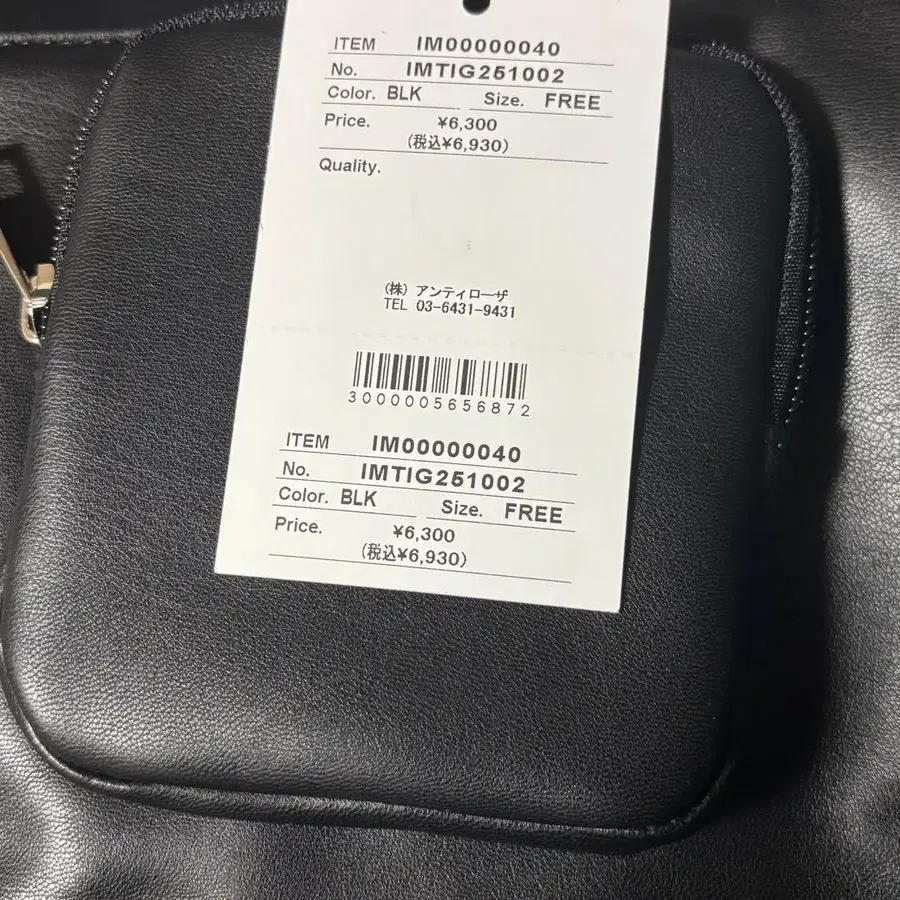 ITEM IM00000040
No. IMTIG251002
Color. BLK Size. FREE
Price. ¥6,300
(税込¥6,930)
Quality.
(株) アンティローザ
TEL 03-6431-9431
3000005656872
ITEM IM00000040
No. IMTIG251002
Color. BLK Size. FREE
Price. ¥6,300
(税込¥6,930)